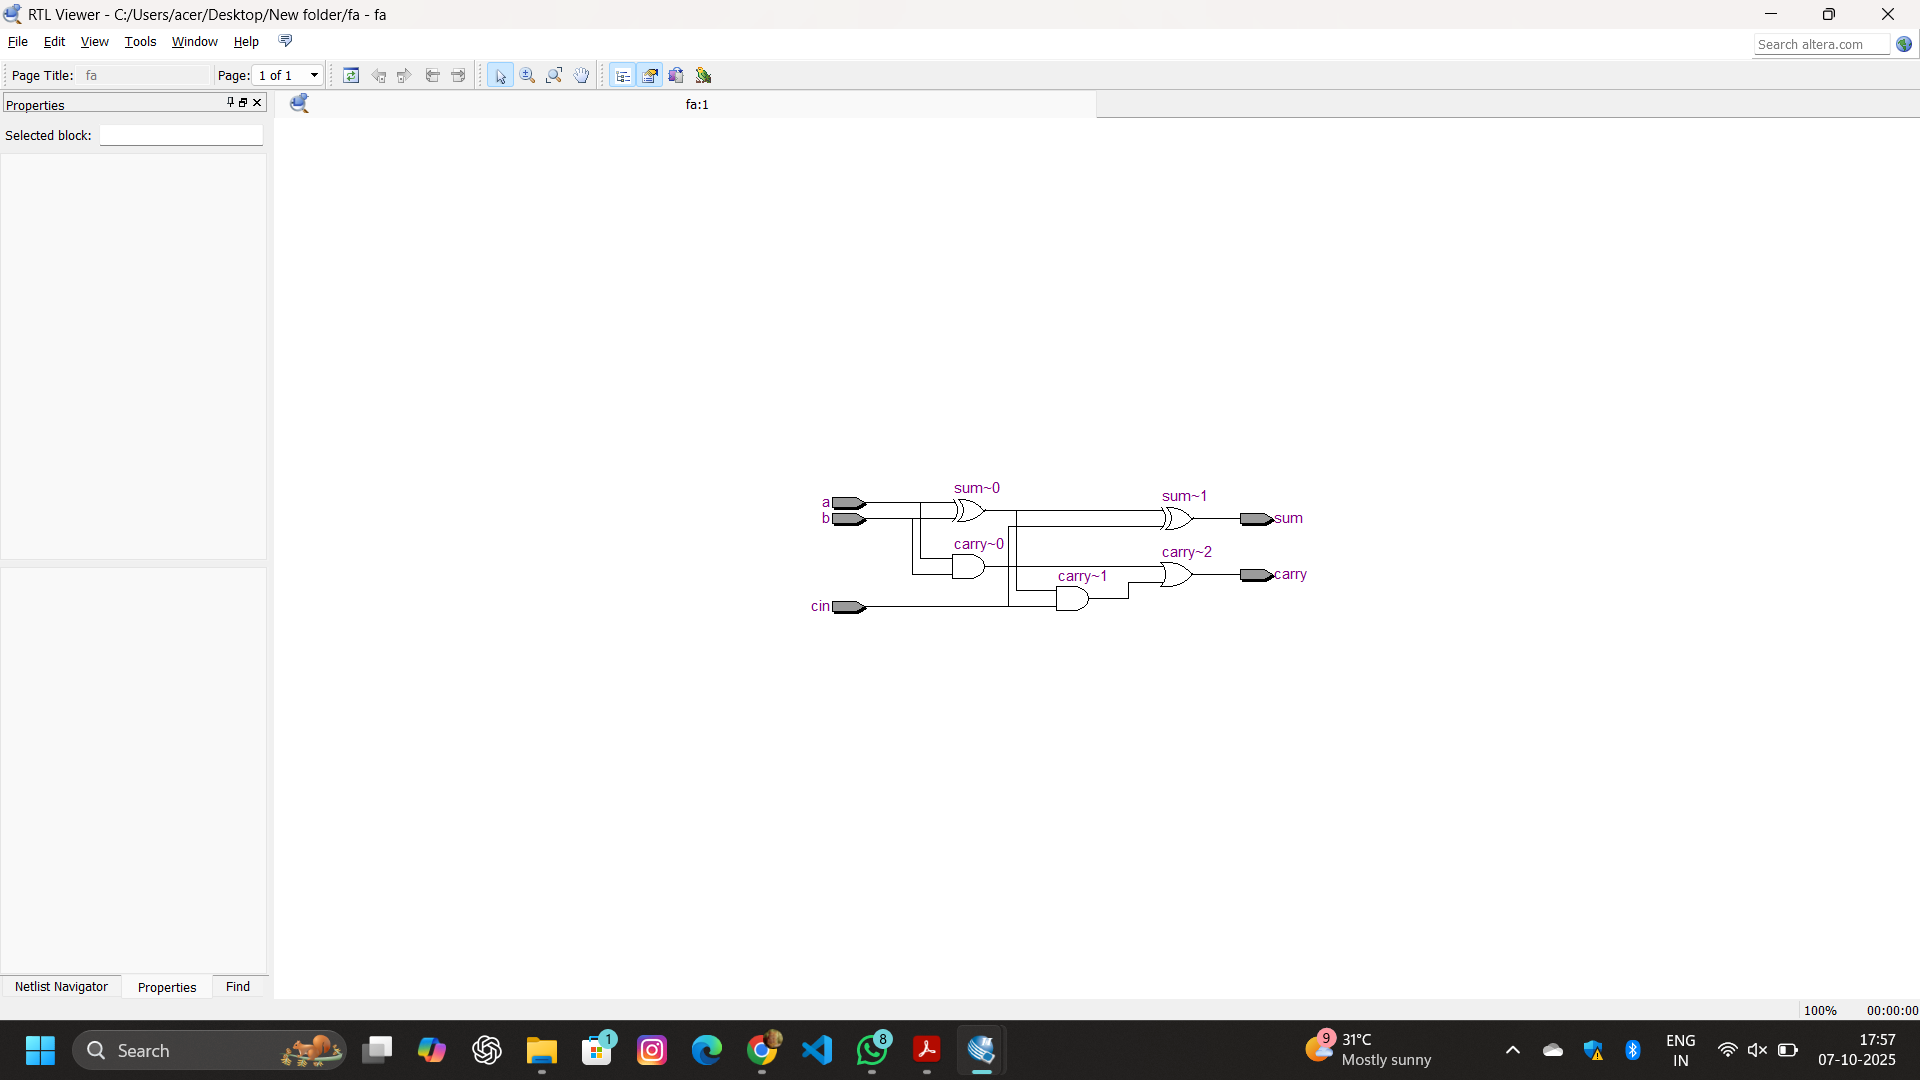 RTL Viewer - C:/Users/acer/Desktop/New folder/fa - fa
File Edit View Tools Window Help
Search altera.com
Page Title: fa Page: 1 of 1
Properties
fa:1
Selected block:
sum~0
a
sum~1
b
sum
carry~0
carry~2
carry~1
carry
cin
Netlist Navigator Properties Find
100% 00:00:00
Search
1
8
9
31°C
Mostly sunny
ENG
IN
17:57
07-10-2025